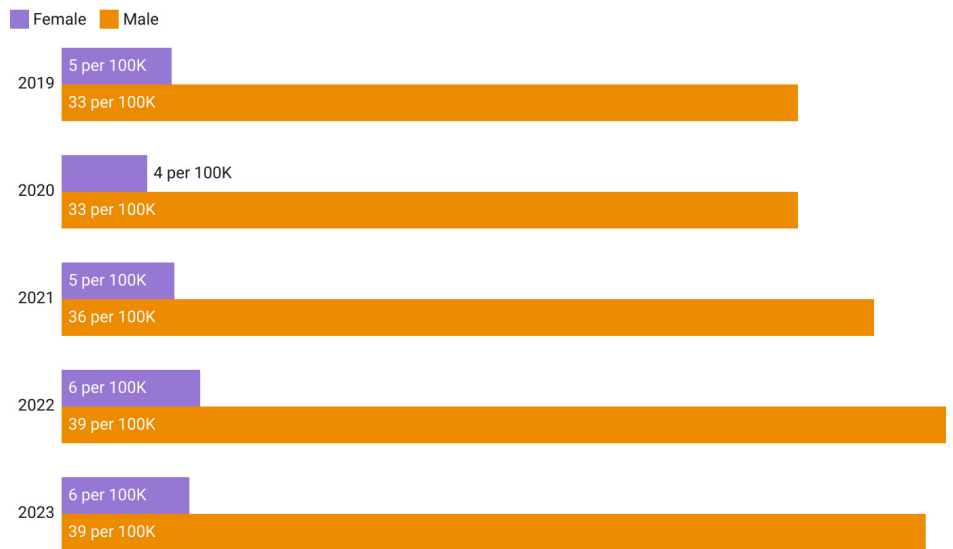 Female Male
2019
5 per 100K
33 per 100K
2020
4 per 100K
33 per 100K
2021
5 per 100K
36 per 100K
2022
6 per 100K
39 per 100K
2023
6 per 100K
39 per 100K